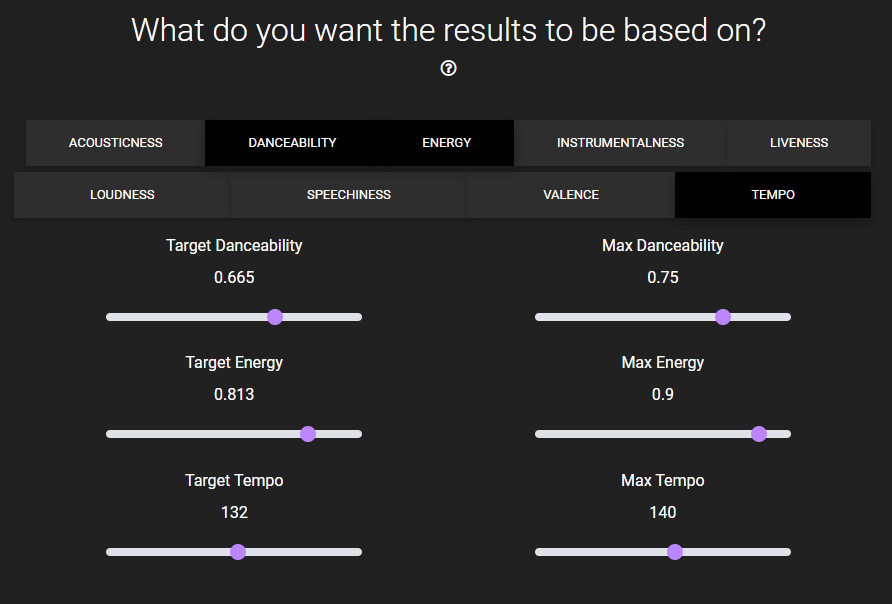 What do you want the results to be based on?
ACOUSTICNESS DANCEABILITY ENERGY INSTRUMENTALNESS LIVENESS
LOUDNESS SPEECHINESS VALENCE TEMPO
Target Danceability Max Danceability
0.665 0.75
Target Energy Max Energy
0.813 0.9
Target Tempo Max Tempo
132 140